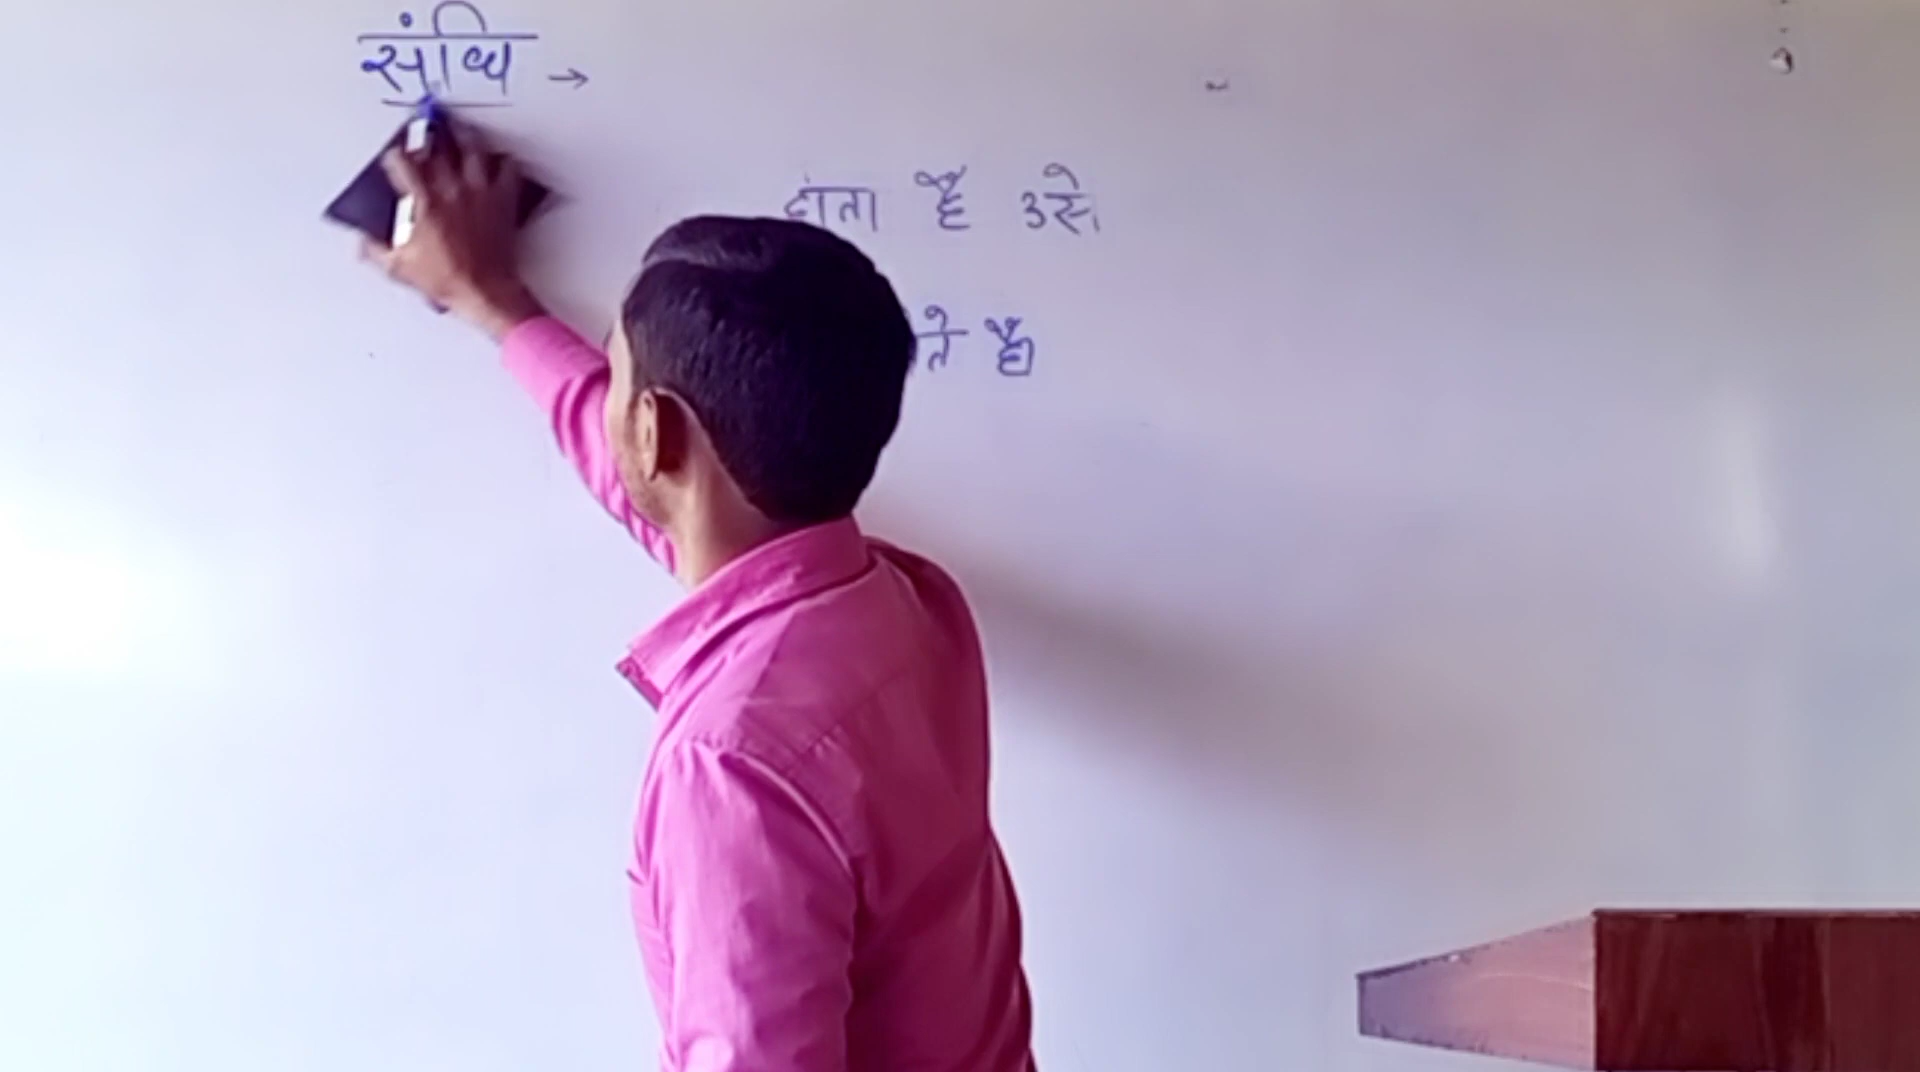 संधि →
होता है उसे
है